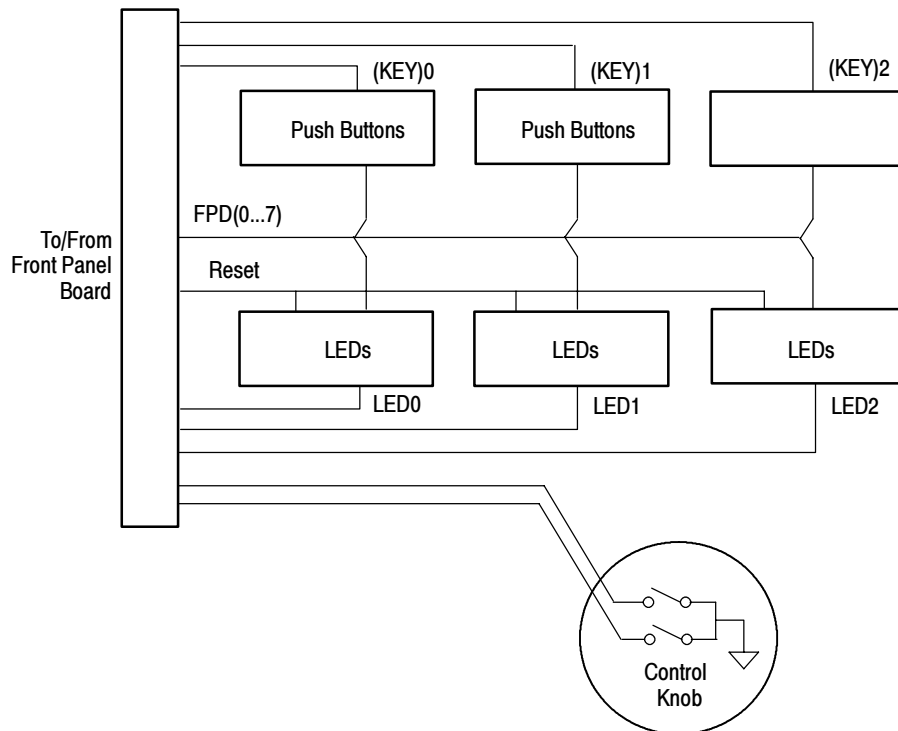 (KEY)0
(KEY)1
(KEY)2
Push Buttons
Push Buttons
FPD(0...7)
To/From
Front Panel
Board
Reset
LEDs
LEDs
LEDs
LED0
LED1
LED2
Control
Knob